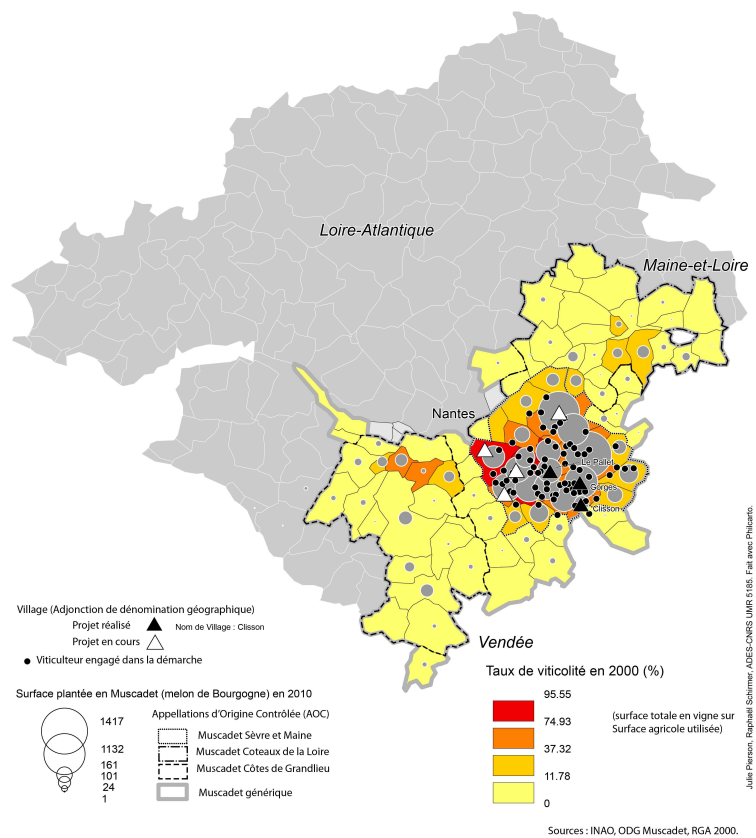 Loire-Atlantique
Maine-et-Loire
Nantes
Le Pallet
Gorges
Clisson
Vendée
Village (Adjonction de dénomination géographique)
Projet réalisé
Nom de Village : Clisson
Projet en cours
Viticulteur engagé dans la démarche
Surface plantée en Muscadet (melon de Bourgogne) en 2010
1417
1132
161
101
24
1
Appellations d'Origine Contrôlée (AOC)
Muscadet Sèvre et Maine
Muscadet Coteaux de la Loire
Muscadet Côtes de Grandlieu
Muscadet générique
Taux de viticolité en 2000 (%)
95.55
74.93
37.32
11.78
0
(surface totale en vigne sur
Surface agricole utilisée)
Julie Pierson, Raphaël Schirmer, ADES-CNRS UMR 5185. Fait avec Philcarto.
Sources : INAO, ODG Muscadet, RGA 2000.